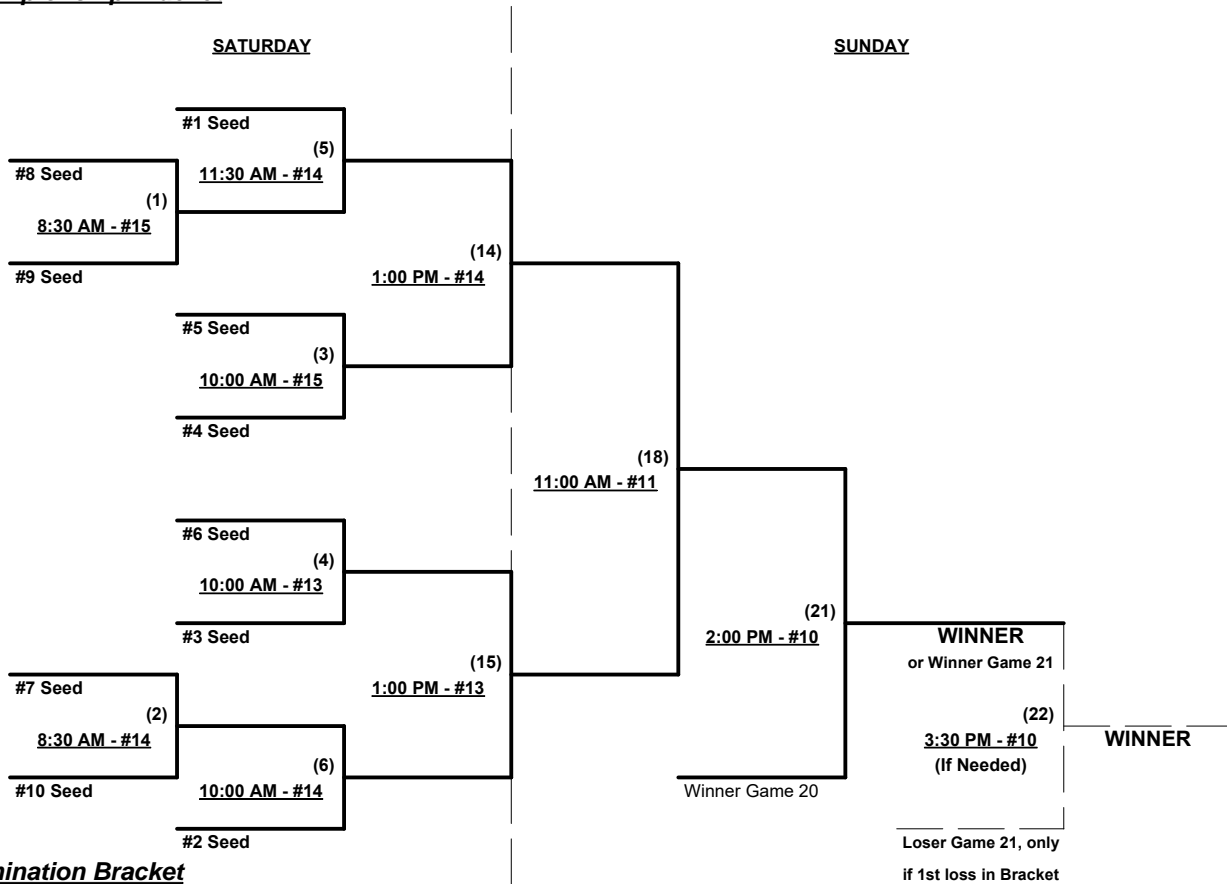 SATURDAY
SUNDAY
#1 Seed
(5)
11:30 AM - #14
#8 Seed
(1)
8:30 AM - #15
#9 Seed
(14)
1:00 PM - #14
#5 Seed
(3)
10:00 AM - #15
#4 Seed
(18)
11:00 AM - #11
#6 Seed
(4)
10:00 AM - #13
#3 Seed
(15)
1:00 PM - #13
#7 Seed
(2)
8:30 AM - #14
#10 Seed
(6)
10:00 AM - #14
#2 Seed
(21)
2:00 PM - #10
Winner Game 20
WINNER
or Winner Game 21
(22)
3:30 PM - #10
(If Needed)
WINNER
Loser Game 21, only
if 1st loss in Bracket
mination Bracket